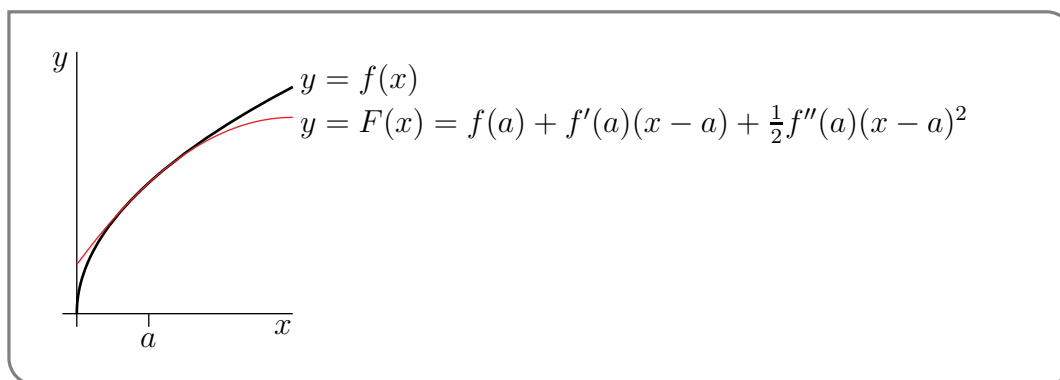 y
y = f(x)
y = F(x) = f(a) + f′(a)(x − a) + ½f″(a)(x − a)²
x
a